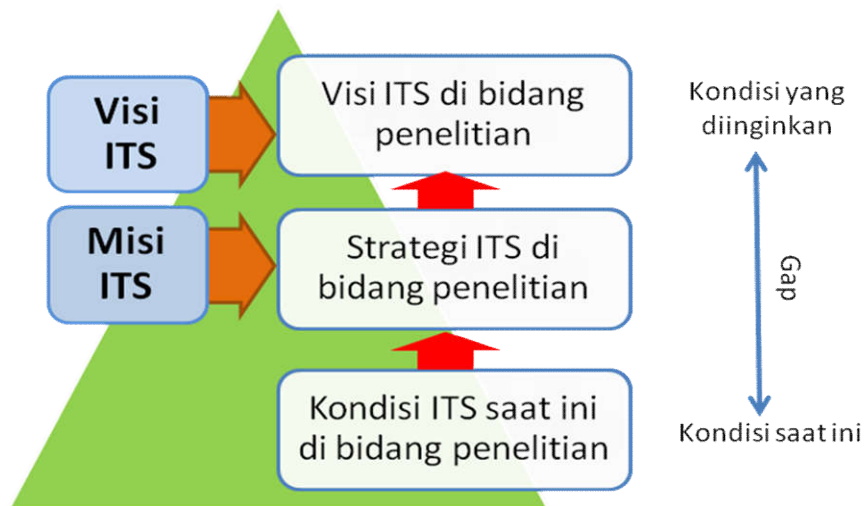 Visi
ITS
Visi ITS di bidang
penelitian
Kondisi yang
diinginkan
Misi
ITS
Strategi ITS di
bidang penelitian
Gap
Kondisi ITS saat ini
di bidang penelitian
Kondisi saat ini